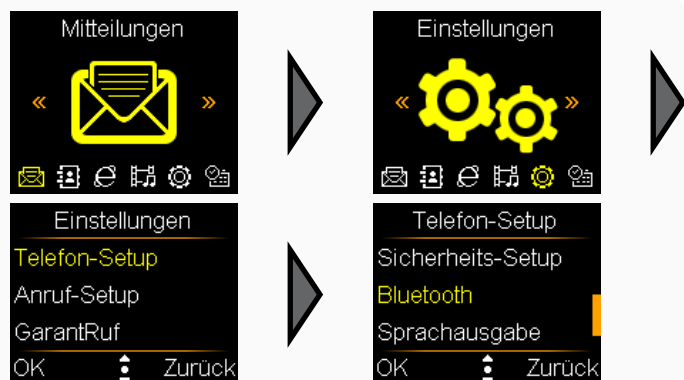 Mitteilungen
« »
Einstellungen
« »
Einstellungen
Telefon-Setup
Anruf-Setup
GarantRuf
OK Zurück
Telefon-Setup
Sicherheits-Setup
Bluetooth
Sprachausgabe
OK Zurück